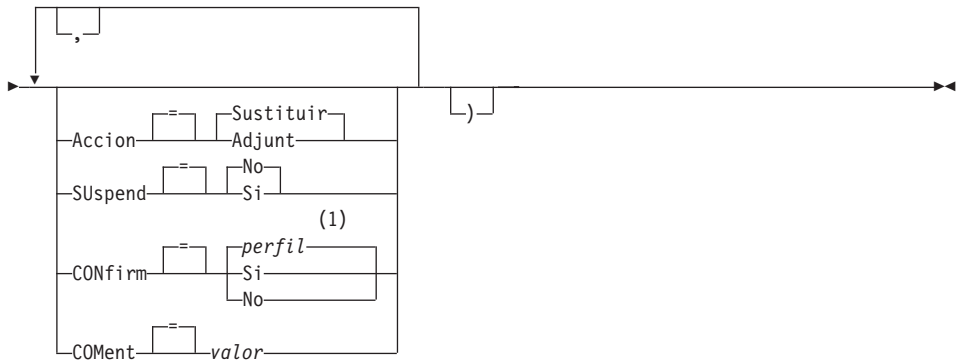 ,
)
Sustituir
Accion = Adjunt
No
SUspend = Si
(1)
perfil
CONfirm = Si
No
COMent = valor